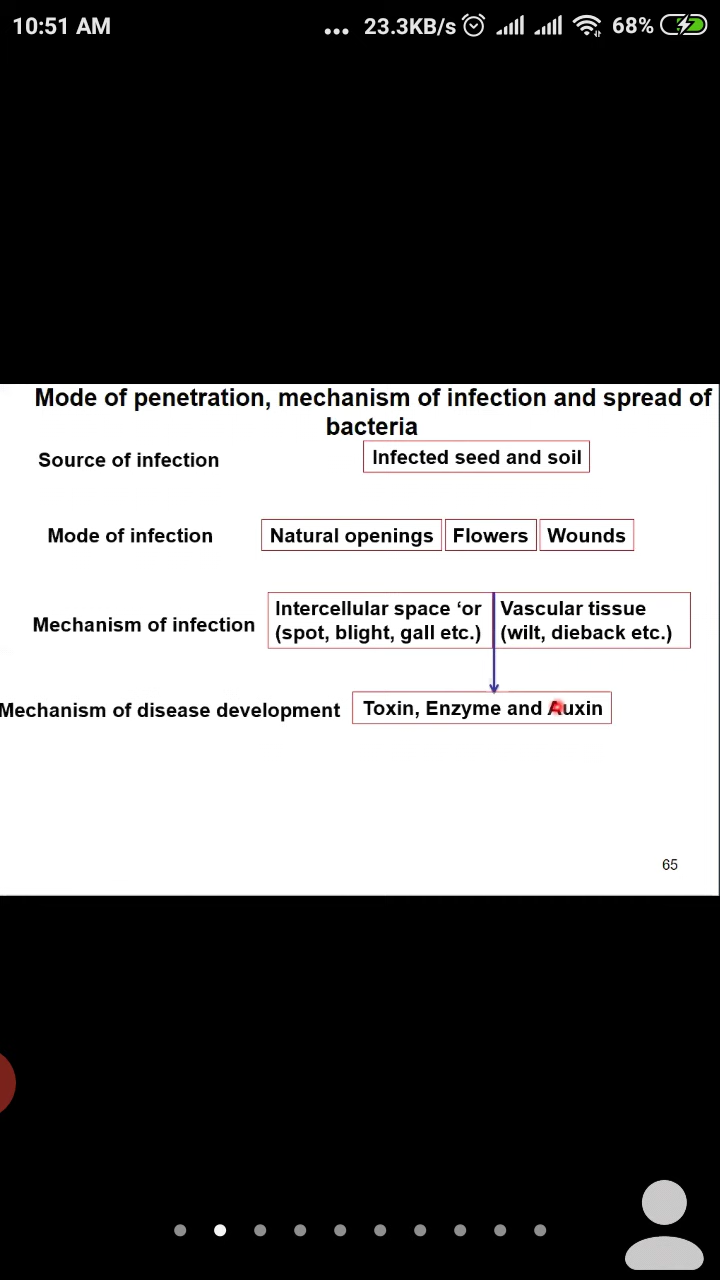 10:51 AM ... 23.3KB/s 68%
Mode of penetration, mechanism of infection and spread of
bacteria
Source of infection Infected seed and soil
Mode of infection Natural openings Flowers Wounds
Mechanism of infection
Intercellular space ‘or
(spot, blight, gall etc.)
Vascular tissue
(wilt, dieback etc.)
Mechanism of disease development Toxin, Enzyme and Auxin
65